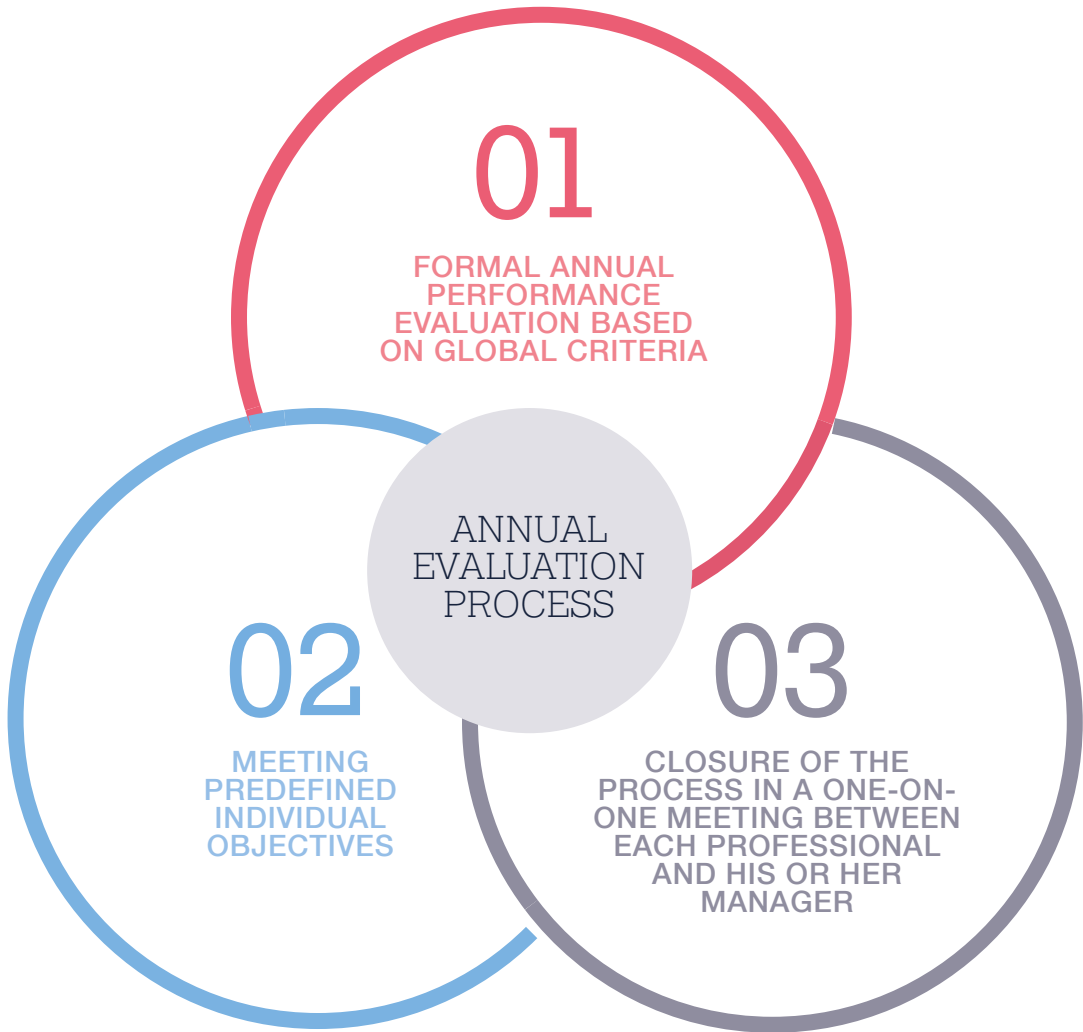 01
FORMAL ANNUAL
PERFORMANCE
EVALUATION BASED
ON GLOBAL CRITERIA
ANNUAL
EVALUATION
PROCESS
02
MEETING
PREDEFINED
INDIVIDUAL
OBJECTIVES
03
CLOSURE OF THE
PROCESS IN A ONE-ON-
ONE MEETING BETWEEN
EACH PROFESSIONAL
AND HIS OR HER
MANAGER